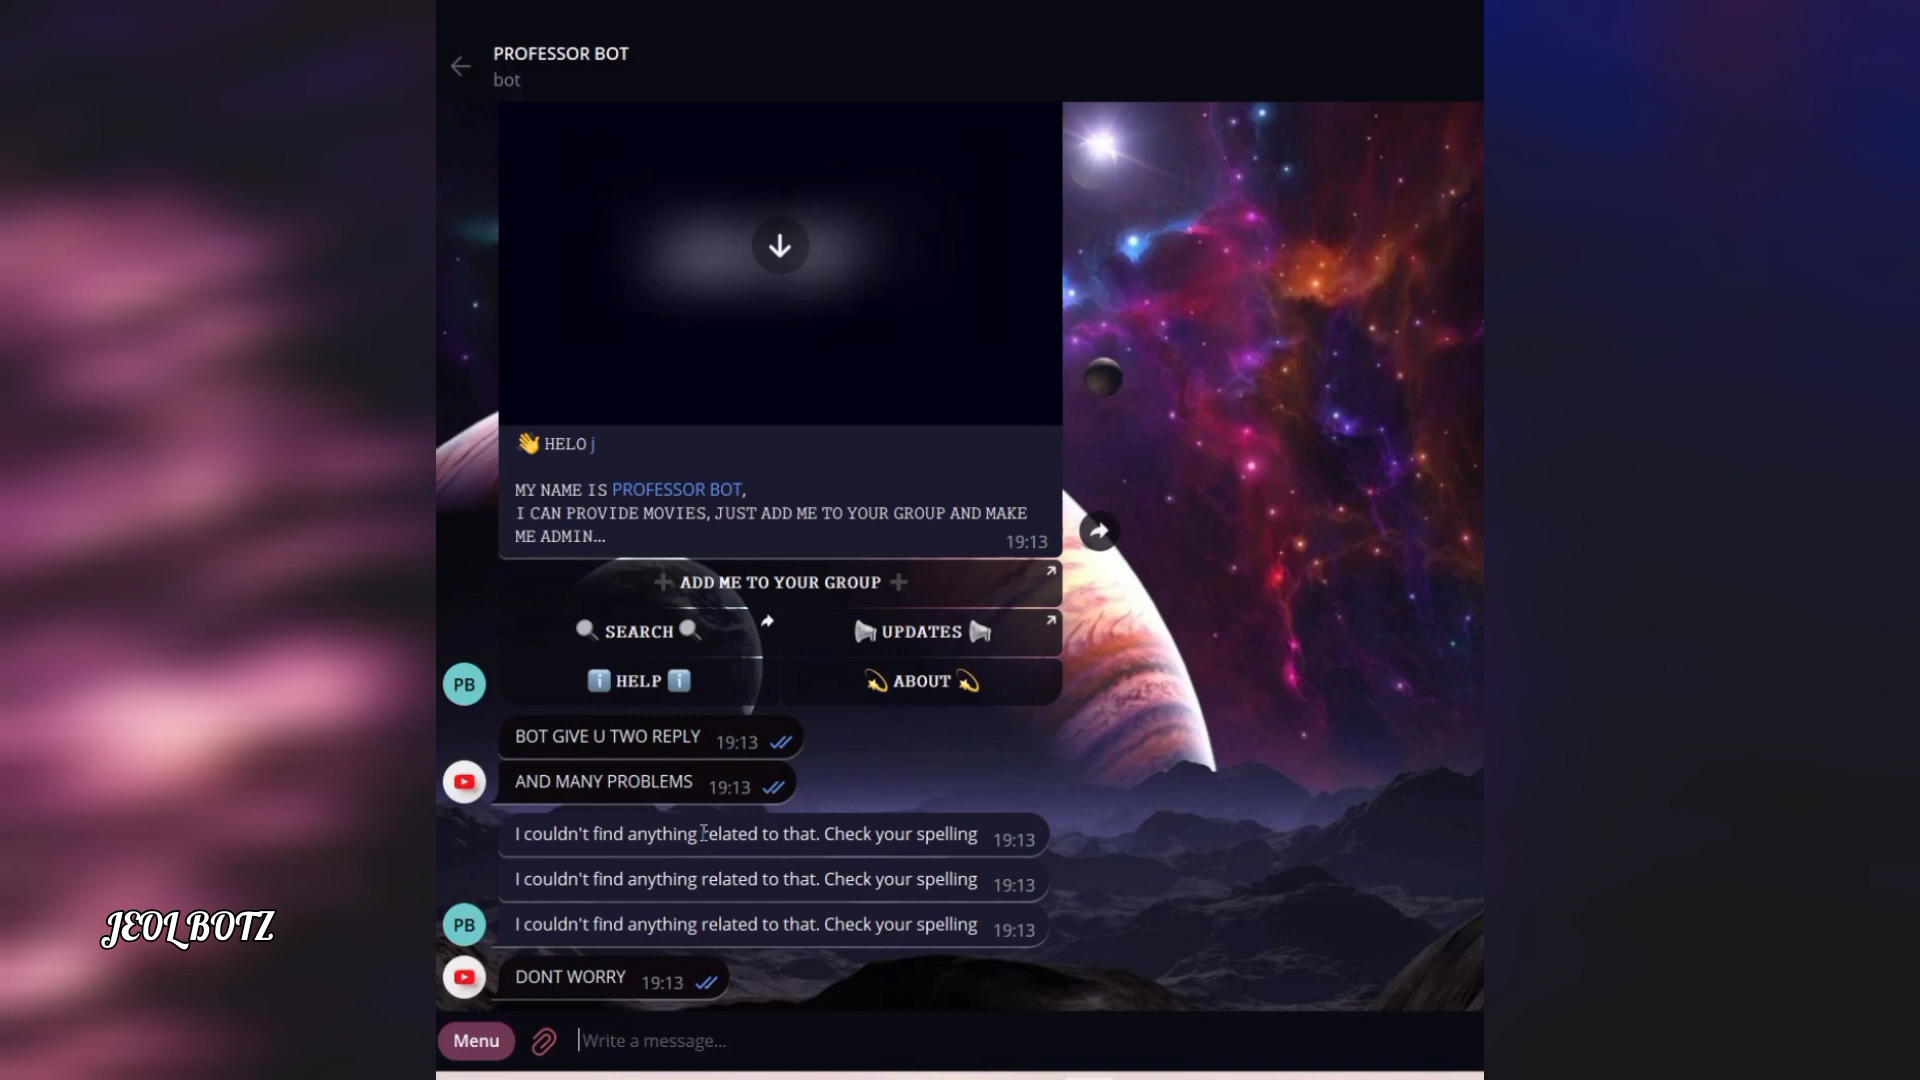 PROFESSOR BOT
bot
👋 HELO j
MY NAME IS PROFESSOR BOT,
I CAN PROVIDE MOVIES, JUST ADD ME TO YOUR GROUP AND MAKE
ME ADMIN...
19:13
➕ ADD ME TO YOUR GROUP ➕
🔍 SEARCH 🔍
📢 UPDATES 📢
PB
ℹ️ HELP ℹ️
💫 ABOUT 💫
BOT GIVE U TWO REPLY 19:13
AND MANY PROBLEMS 19:13
I couldn't find anything related to that. Check your spelling 19:13
I couldn't find anything related to that. Check your spelling 19:13
PB
I couldn't find anything related to that. Check your spelling 19:13
JEOL BOTZ
DONT WORRY 19:13
Menu
Write a message...